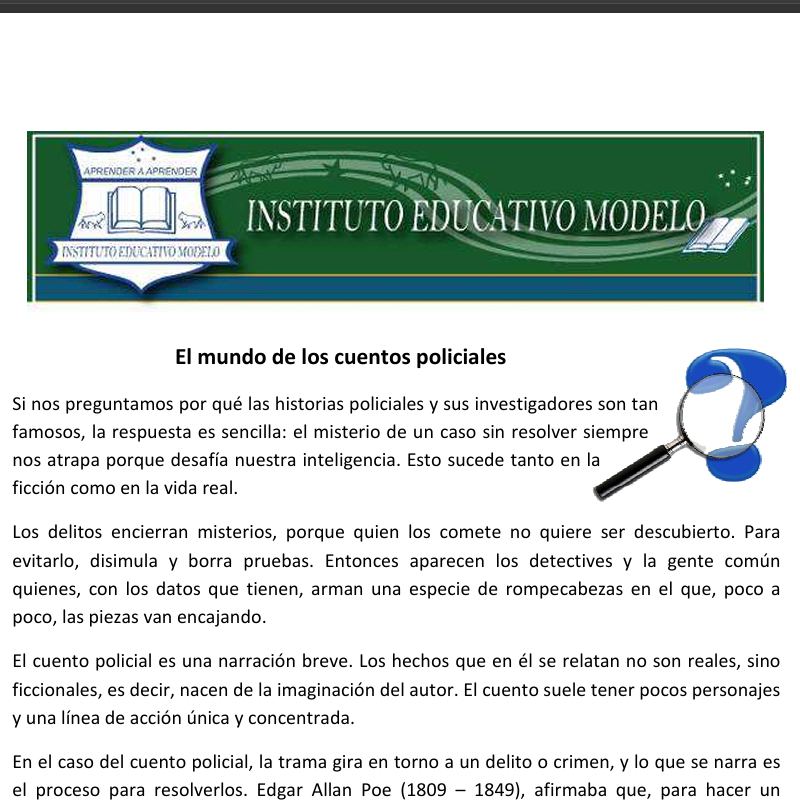 APRENDER A APRENDER
INSTITUTO EDUCATIVO MODELO
INSTITUTO EDUCATIVO MODELO
El mundo de los cuentos policiales
Si nos preguntamos por qué las historias policiales y sus investigadores son tan
famosos, la respuesta es sencilla: el misterio de un caso sin resolver siempre
nos atrapa porque desafía nuestra inteligencia. Esto sucede tanto en la
ficción como en la vida real.
Los delitos encierran misterios, porque quien los comete no quiere ser descubierto. Para
evitarlo, disimula y borra pruebas. Entonces aparecen los detectives y la gente común
quienes, con los datos que tienen, arman una especie de rompecabezas en el que, poco a
poco, las piezas van encajando.
El cuento policial es una narración breve. Los hechos que en él se relatan no son reales, sino
ficcionales, es decir, nacen de la imaginación del autor. El cuento suele tener pocos personajes
y una línea de acción única y concentrada.
En el caso del cuento policial, la trama gira en torno a un delito o crimen, y lo que se narra es
el proceso para resolverlos. Edgar Allan Poe (1809 – 1849), afirmaba que, para hacer un